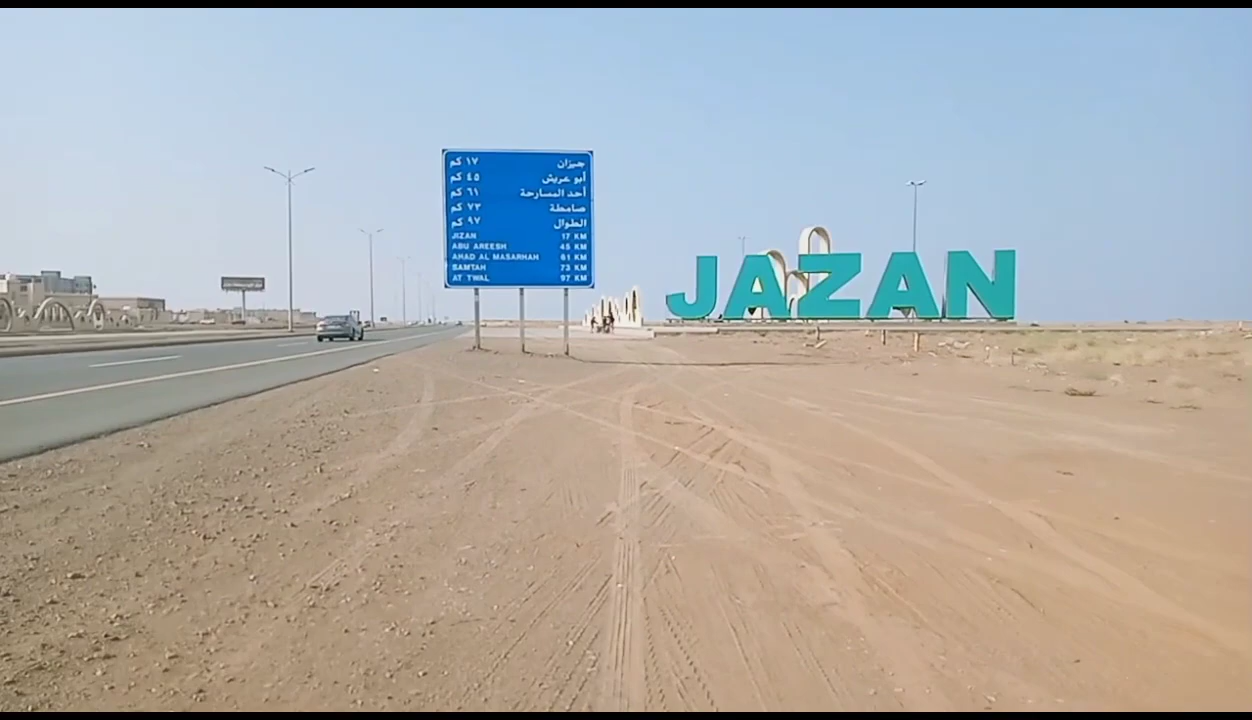 جيزان ١٧ كم
أبو عريش ٤٥ كم
أحد المسارحة ٦١ كم
صامطة ٧٣ كم
الطوال ٩٧ كم
JIZAN 17 KM
ABU AREESH 45 KM
AHAD AL MASARHAH 61 KM
SAMTAH 73 KM
AT TWAL 97 KM
JAZAN